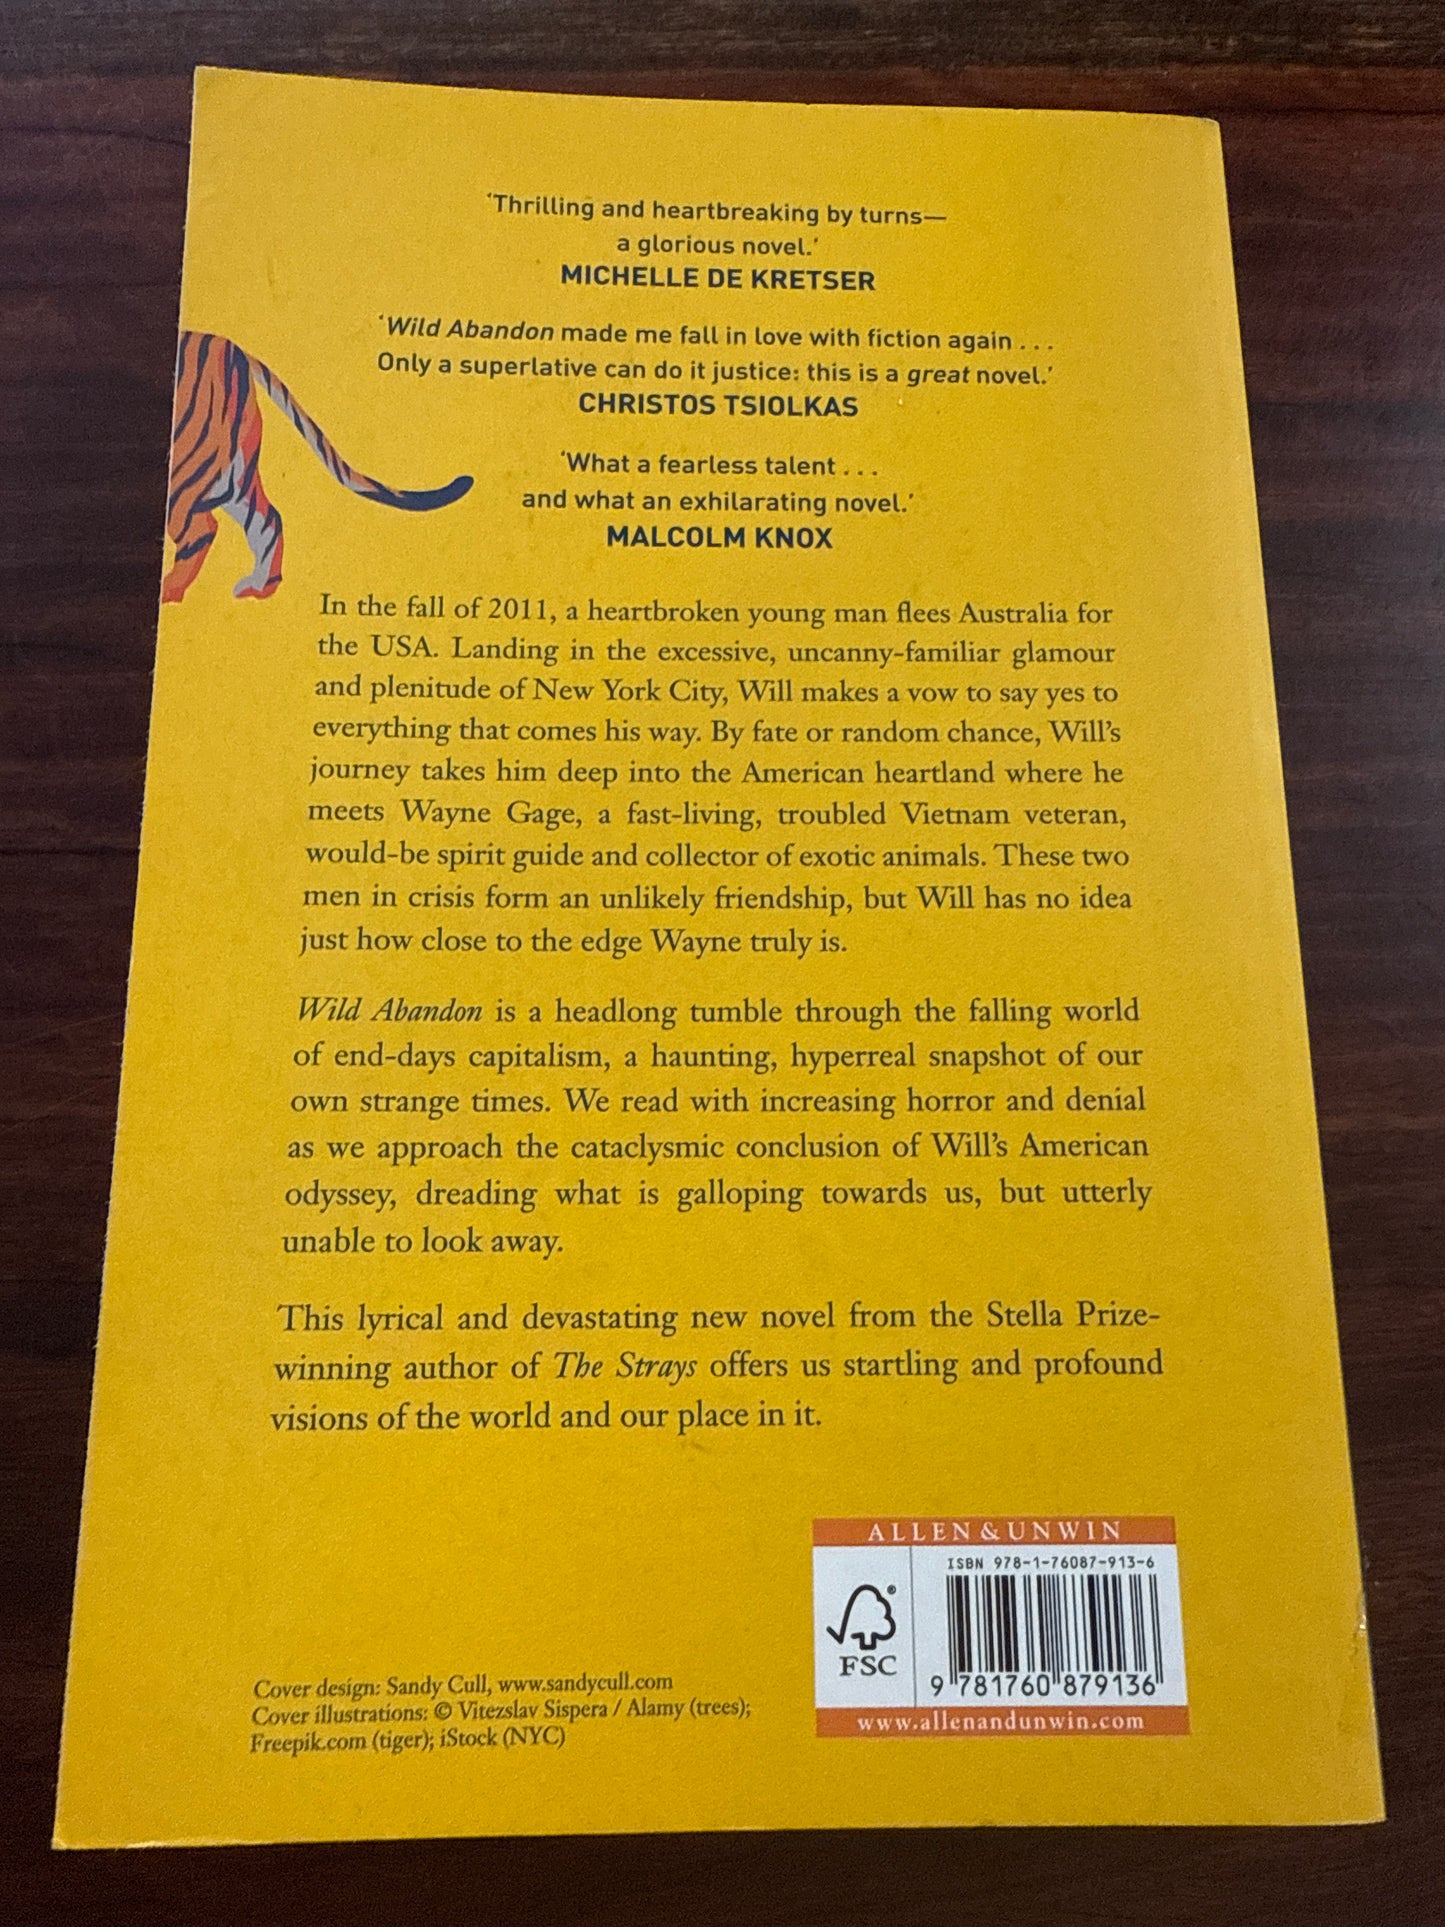 ‘Thrilling and heartbreaking by turns—
a glorious novel.’
MICHELLE DE KRETSER
‘Wild Abandon made me fall in love with fiction again . . .
Only a superlative can do it justice: this is a great novel.’
CHRISTOS TSIOLKAS
‘What a fearless talent . . .
and what an exhilarating novel.’
MALCOLM KNOX
In the fall of 2011, a heartbroken young man flees Australia for
the USA. Landing in the excessive, uncanny-familiar glamour
and plenitude of New York City, Will makes a vow to say yes to
everything that comes his way. By fate or random chance, Will’s
journey takes him deep into the American heartland where he
meets Wayne Gage, a fast-living, troubled Vietnam veteran,
would-be spirit guide and collector of exotic animals. These two
men in crisis form an unlikely friendship, but Will has no idea
just how close to the edge Wayne truly is.
Wild Abandon is a headlong tumble through the falling world
of end-days capitalism, a haunting, hyperreal snapshot of our
own strange times. We read with increasing horror and denial
as we approach the cataclysmic conclusion of Will’s American
odyssey, dreading what is galloping towards us, but utterly
unable to look away.
This lyrical and devastating new novel from the Stella Prize-
winning author of The Strays offers us startling and profound
visions of the world and our place in it.
ALLEN & UNWIN
ISBN 978-1-76087-913-6
FSC
9 781760 879136
www.allenandunwin.com
Cover design: Sandy Cull, www.sandycull.com
Cover illustrations: © Vitezslav Sispera / Alamy (trees);
Freepik.com (tiger); iStock (NYC)